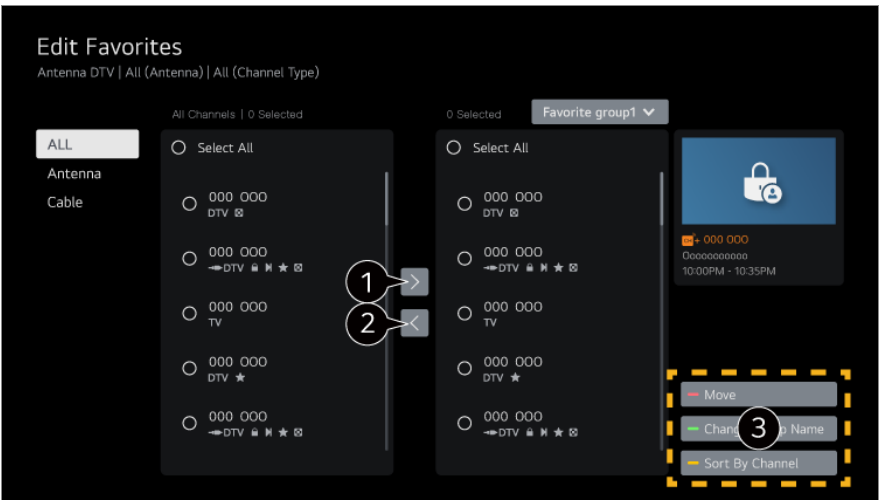 Edit Favorites
Antenna DTV | All (Antenna) | All (Channel Type)
All Channels | 0 Selected
0 Selected
Favorite group1
ALL
Antenna
Cable
Select All
000 000
DTV
000 000
DTV
000 000
TV
000 000
DTV
000 000
DTV
1
2
Select All
000 000
DTV
000 000
DTV
000 000
TV
000 000
DTV
000 000
DTV
000 000
Ooooooooooo
10:00PM - 10:35PM
Move
3
Name
Sort By Channel